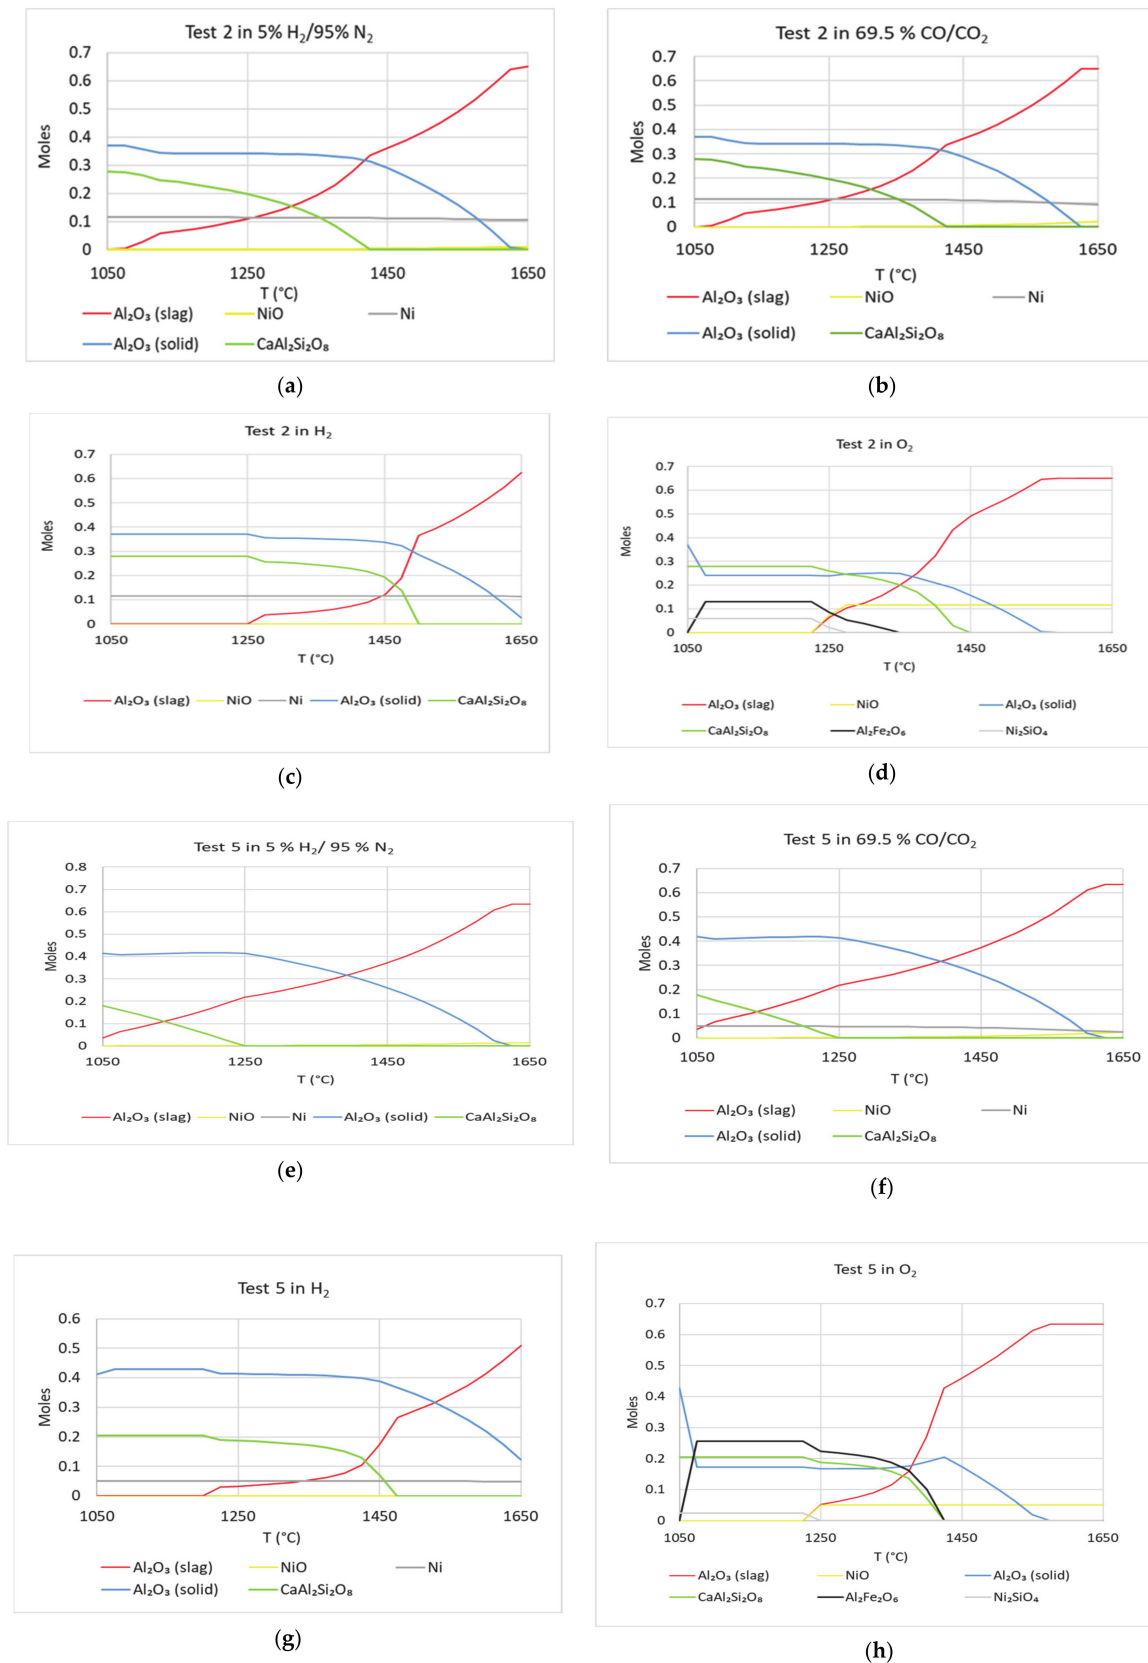 Test 2 in 5% H₂/95% N₂
0.7
0.6
0.5
0.4
0.3
0.2
0.1
0
Moles
1050 1250 1450 1650
T (°C)
Al₂O₃ (slag) NiO Ni
Al₂O₃ (solid) CaAl₂Si₂O₈
(a)
Test 2 in 69.5 % CO/CO₂
0.7
0.6
0.5
0.4
0.3
0.2
0.1
0
Moles
1050 1250 1450 1650
T (°C)
Al₂O₃ (slag) NiO Ni
Al₂O₃ (solid) CaAl₂Si₂O₈
(b)
Test 2 in H₂
0.7
0.6
0.5
0.4
0.3
0.2
0.1
0
Moles
1050 1250 1450 1650
T (°C)
Al₂O₃ (slag) NiO Ni Al₂O₃ (solid) CaAl₂Si₂O₈
(c)
Test 2 in O₂
0.7
0.6
0.5
0.4
0.3
0.2
0.1
0
Moles
1050 1250 1450 1650
T (°C)
Al₂O₃ (slag) NiO Al₂O₃ (solid)
CaAl₂Si₂O₈ Al₂Fe₂O₆ Ni₂SiO₄
(d)
Test 5 in 5 % H₂/ 95 % N₂
0.8
0.7
0.6
0.5
0.4
0.3
0.2
0.1
0
Moles
1050 1250 1450 1650
T (°C)
Al₂O₃ (slag) NiO Ni Al₂O₃ (solid) CaAl₂Si₂O₈
(e)
Test 5 in 69.5 % CO/CO₂
0.7
0.6
0.5
0.4
0.3
0.2
0.1
0
Moles
1050 1250 1450 1650
T (°C)
Al₂O₃ (slag) NiO Ni
Al₂O₃ (solid) CaAl₂Si₂O₈
(f)
Test 5 in H₂
0.6
0.5
0.4
0.3
0.2
0.1
0
Moles
1050 1250 1450 1650
T (°C)
Al₂O₃ (slag) NiO Ni
Al₂O₃ (solid) CaAl₂Si₂O₈
(g)
Test 5 in O₂
0.7
0.6
0.5
0.4
0.3
0.2
0.1
0
Moles
1050 1250 1450 1650
T (°C)
Al₂O₃ (slag) NiO Al₂O₃ (solid)
CaAl₂Si₂O₈ Al₂Fe₂O₆ Ni₂SiO₄
(h)